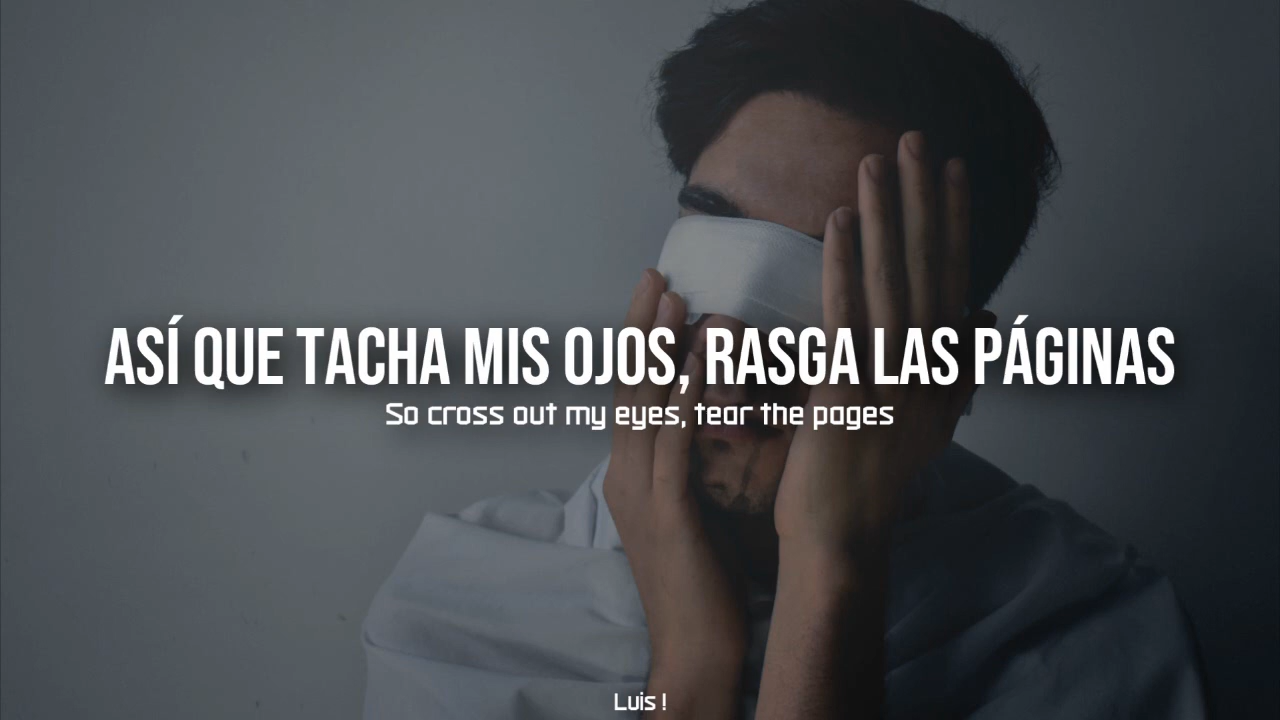 ASÍ QUE TACHA MIS OJOS, RASGA LAS PÁGINAS
So cross out my eyes, tear the pages
Luis !